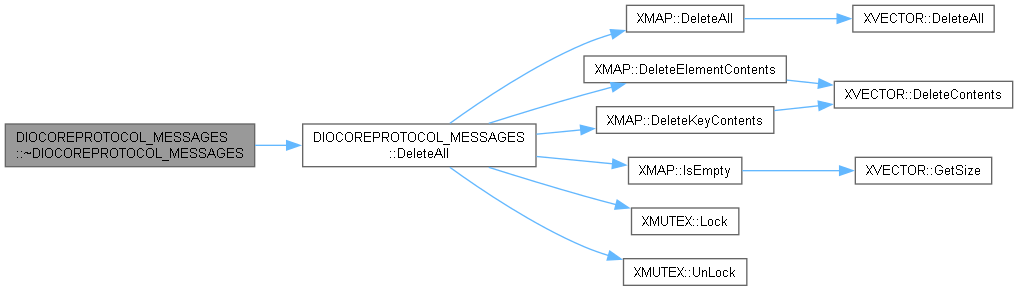 DIOCOREPROTOCOL_MESSAGES
::~DIOCOREPROTOCOL_MESSAGES
DIOCOREPROTOCOL_MESSAGES
::DeleteAll
XMAP::DeleteAll
XVECTOR::DeleteAll
XMAP::DeleteElementContents
XVECTOR::DeleteContents
XMAP::DeleteKeyContents
XMAP::IsEmpty
XVECTOR::GetSize
XMUTEX::Lock
XMUTEX::UnLock